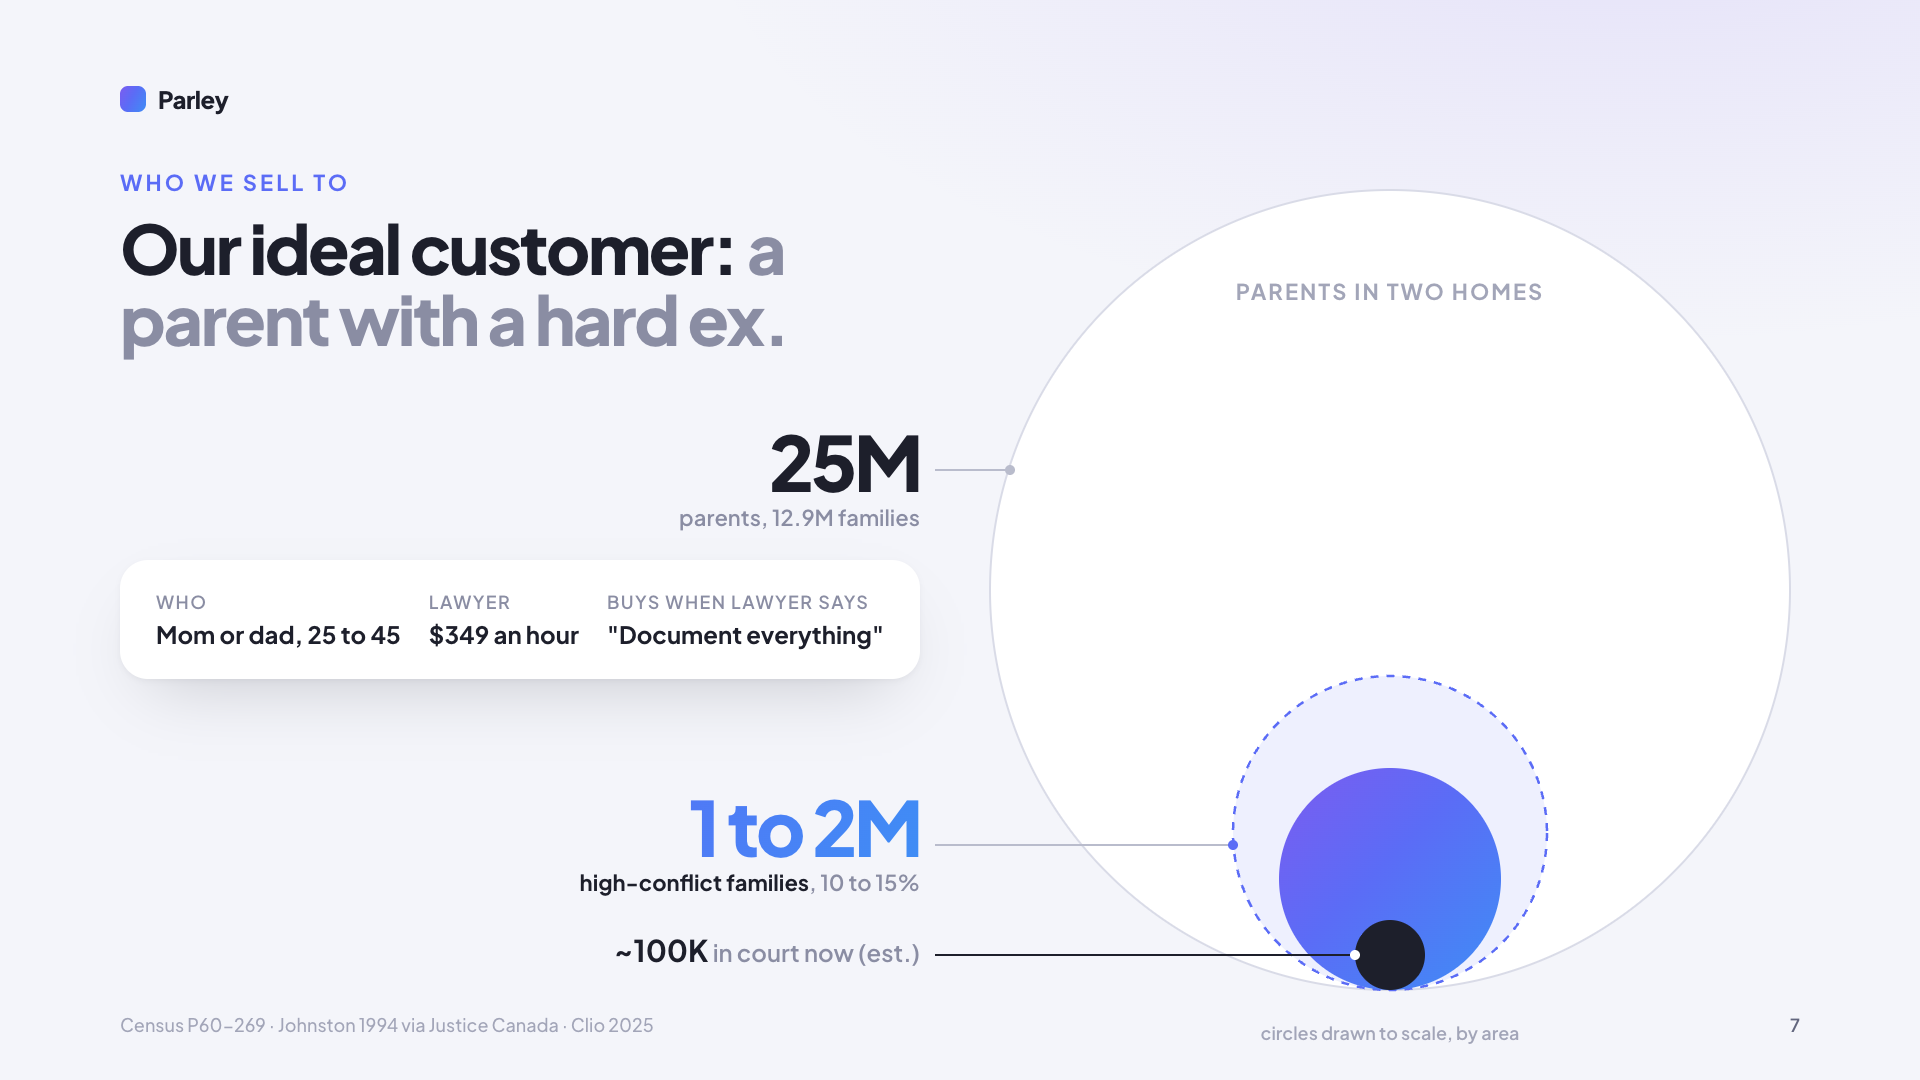 Parley
WHO WE SELL TO
Our ideal customer: a
parent with a hard ex.
PARENTS IN TWO HOMES
25M
parents, 12.9M families
WHO
Mom or dad, 25 to 45
LAWYER
$349 an hour
BUYS WHEN LAWYER SAYS
"Document everything"
1 to 2M
high-conflict families, 10 to 15%
~100K in court now (est.)
Census P60-269 · Johnston 1994 via Justice Canada · Clio 2025
circles drawn to scale, by area
7